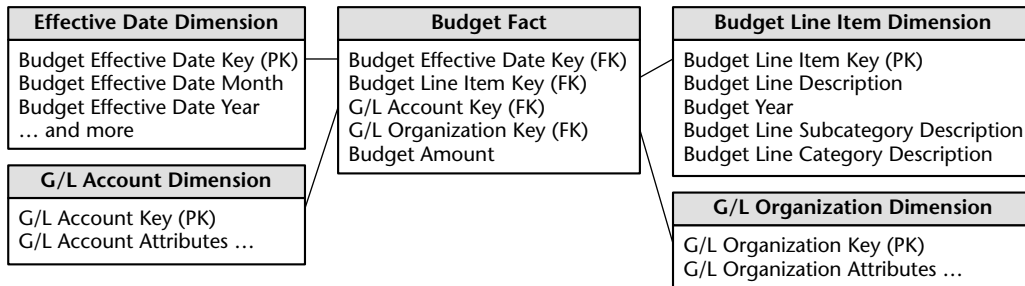 Effective Date Dimension
Budget Effective Date Key (PK)
Budget Effective Date Month
Budget Effective Date Year
… and more
G/L Account Dimension
G/L Account Key (PK)
G/L Account Attributes …
Budget Fact
Budget Effective Date Key (FK)
Budget Line Item Key (FK)
G/L Account Key (FK)
G/L Organization Key (FK)
Budget Amount
Budget Line Item Dimension
Budget Line Item Key (PK)
Budget Line Description
Budget Year
Budget Line Subcategory Description
Budget Line Category Description
G/L Organization Dimension
G/L Organization Key (PK)
G/L Organization Attributes …